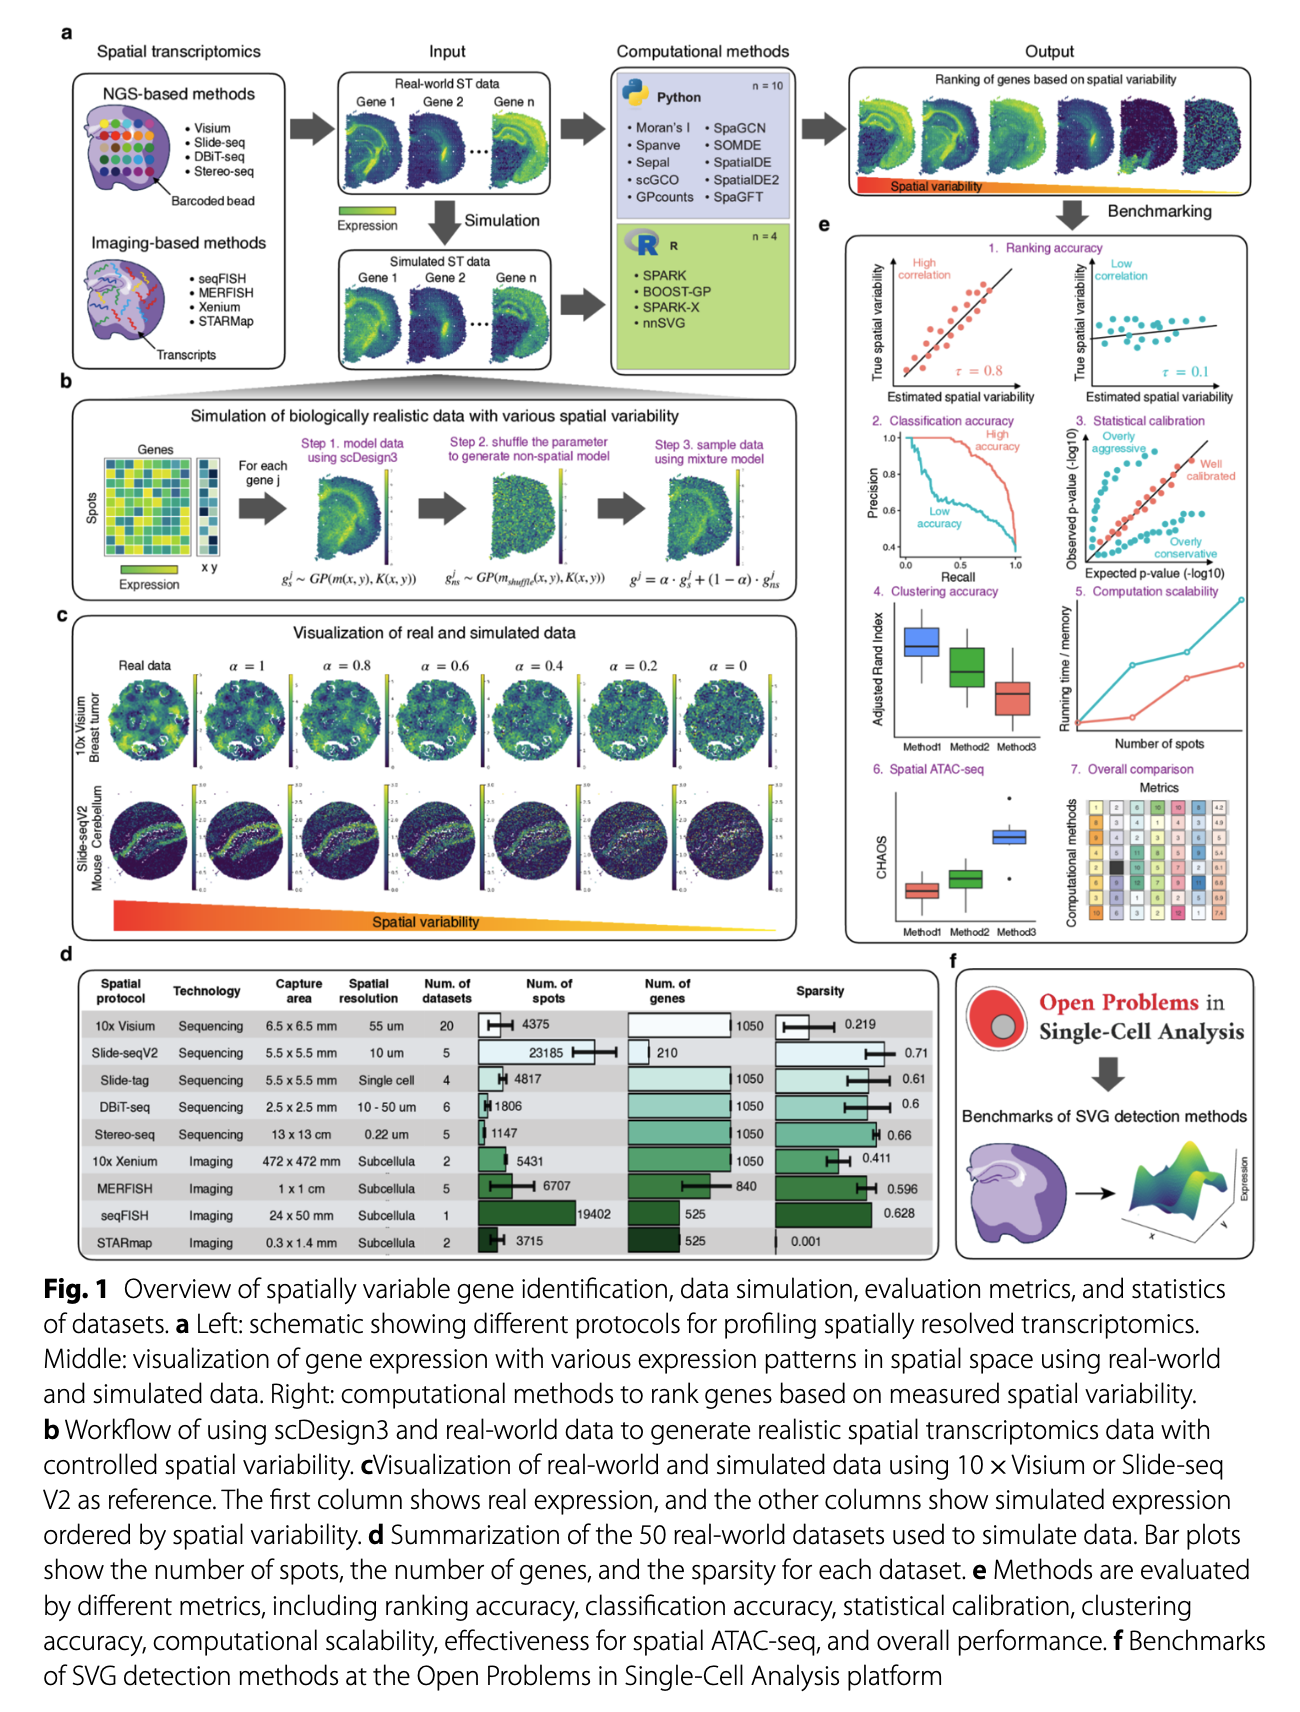 a
Spatial transcriptomics
Input
Computational methods
Output
NGS-based methods
• Visium
• Slide-seq
• DBiT-seq
• Stereo-seq
Barcoded bead
Imaging-based methods
• seqFISH
• MERFISH
• Xenium
• STARMap
Transcripts
Real-world ST data
Gene 1 Gene 2 Gene n
Expression
Simulation
Simulated ST data
Gene 1 Gene 2 Gene n
Python
n = 10
• Moran's I
• Spanve
• Sepal
• scGCO
• GPcounts
• SpaGCN
• SOMDE
• SpatialDE
• SpatialDE2
• SpaGFT
R
n = 4
• SPARK
• BOOST-GP
• SPARK-X
• nnSVG
Ranking of genes based on spatial variability
Spatial variability
Benchmarking
b
Simulation of biologically realistic data with various spatial variability
Genes
Spots
Expression
x y
For each
gene j
Step 1. model data
using scDesign3
Step 2. shuffle the parameter
to generate non-spatial model
Step 3. sample data
using mixture model
g_s^j ~ GP(m(x, y), K(x, y))
g_ns^j ~ GP(m_shuffle(x, y), K(x, y))
g^j = α · g_s^j + (1 − α) · g_ns^j
c
Visualization of real and simulated data
Real data α = 1 α = 0.8 α = 0.6 α = 0.4 α = 0.2 α = 0
10x Visium
Breast tumor
Slide-seqV2
Mouse Cerebellum
Spatial variability
e
1. Ranking accuracy
High
correlation
True spatial variability
τ = 0.8
Estimated spatial variability
Low
correlation
True spatial variability
τ = 0.1
Estimated spatial variability
2. Classification accuracy
High
accuracy
Low
accuracy
Precision
1.0
0.8
0.6
0.4
0.0 0.5 1.0
Recall
3. Statistical calibration
Overly
aggressive
Well
calibrated
Overly
conservative
Observed p-value (-log10)
Expected p-value (-log10)
4. Clustering accuracy
Adjusted Rand Index
Method1 Method2 Method3
5. Computation scalability
Running time / memory
Number of spots
6. Spatial ATAC-seq
CHAOS
Method1 Method2 Method3
7. Overall comparison
Metrics
Computational methods
d
Spatial
protocol
Technology
Capture
area
Spatial
resolution
Num. of
datasets
Num. of
spots
Num. of
genes
Sparsity
10x Visium Sequencing 6.5 x 6.5 mm 55 um 20 4375 1050 0.219
Slide-seqV2 Sequencing 5.5 x 5.5 mm 10 um 5 23185 210 0.71
Slide-tag Sequencing 5.5 x 5.5 mm Single cell 4 4817 1050 0.61
DBiT-seq Sequencing 2.5 x 2.5 mm 10 - 50 um 6 1806 1050 0.6
Stereo-seq Sequencing 13 x 13 cm 0.22 um 5 1147 1050 0.66
10x Xenium Imaging 472 x 472 mm Subcellula 2 5431 1050 0.411
MERFISH Imaging 1 x 1 cm Subcellula 5 6707 840 0.596
seqFISH Imaging 24 x 50 mm Subcellula 1 19402 525 0.628
STARmap Imaging 0.3 x 1.4 mm Subcellula 2 3715 525 0.001
f
Open Problems in
Single-Cell Analysis
Benchmarks of SVG detection methods
Expression
x
y
Fig. 1 Overview of spatially variable gene identification, data simulation, evaluation metrics, and statistics
of datasets. a Left: schematic showing different protocols for profiling spatially resolved transcriptomics.
Middle: visualization of gene expression with various expression patterns in spatial space using real-world
and simulated data. Right: computational methods to rank genes based on measured spatial variability.
b Workflow of using scDesign3 and real-world data to generate realistic spatial transcriptomics data with
controlled spatial variability. cVisualization of real-world and simulated data using 10 × Visium or Slide-seq
V2 as reference. The first column shows real expression, and the other columns show simulated expression
ordered by spatial variability. d Summarization of the 50 real-world datasets used to simulate data. Bar plots
show the number of spots, the number of genes, and the sparsity for each dataset. e Methods are evaluated
by different metrics, including ranking accuracy, classification accuracy, statistical calibration, clustering
accuracy, computational scalability, effectiveness for spatial ATAC-seq, and overall performance. f Benchmarks
of SVG detection methods at the Open Problems in Single-Cell Analysis platform